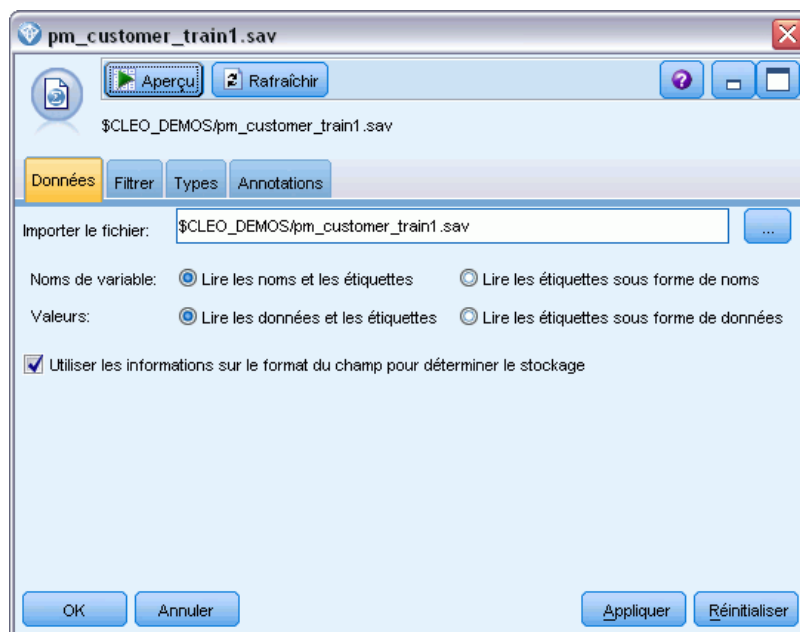 pm_customer_train1.sav
Aperçu Rafraîchir
$CLEO_DEMOS/pm_customer_train1.sav
Données Filtrer Types Annotations
Importer le fichier: $CLEO_DEMOS/pm_customer_train1.sav ...
Noms de variable: Lire les noms et les étiquettes Lire les étiquettes sous forme de noms
Valeurs: Lire les données et les étiquettes Lire les étiquettes sous forme de données
Utiliser les informations sur le format du champ pour déterminer le stockage
OK Annuler Appliquer Réinitialiser